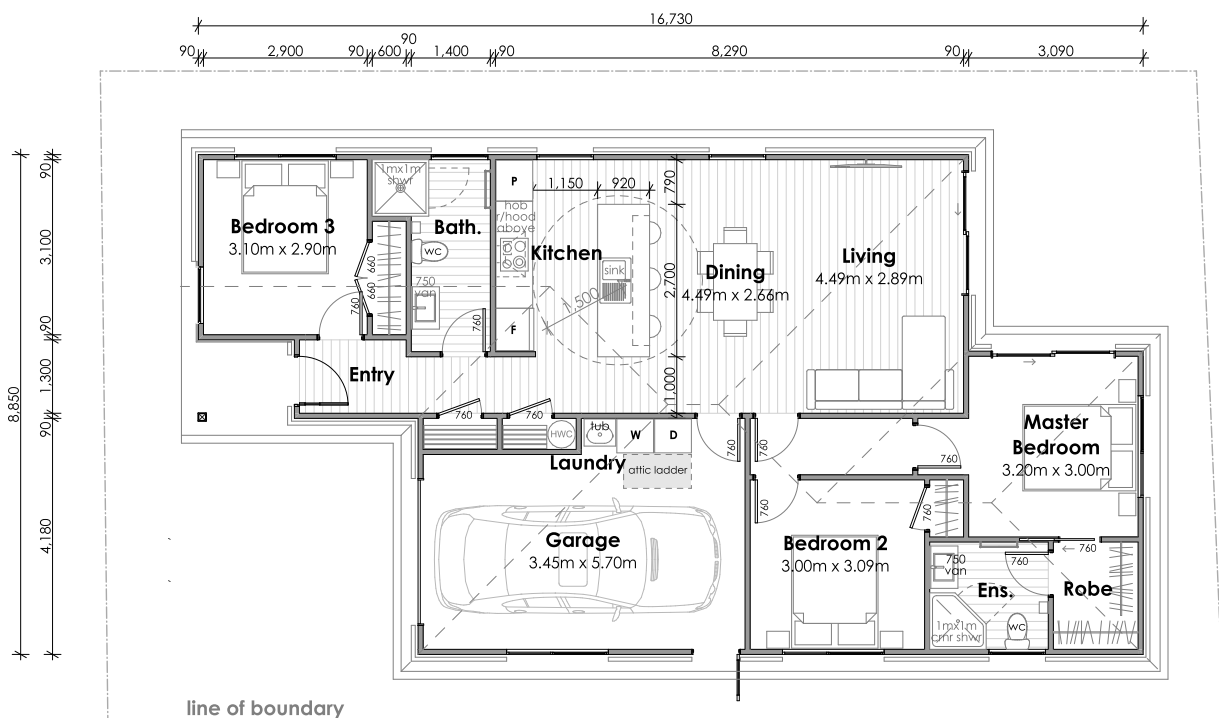 16,730
90
90 2,900 90 600 1,400 90 8,290 90 3,090
90
3,100
90
1,300
90
4,180
8,850
1mx1m
shwr
P
1,150 920
790
hob
r/hood
above
Bedroom 3
3.10m x 2.90m
Bath.
WC
660
660
760
750
van
760
Kitchen
sink
1,500
F
2,700
1,000
Dining
4.49m x 2.66m
Living
4.49m x 2.89m
Entry
760
760
HWC
tub
W
D
Laundry
attic ladder
760
760
760
760
Master
Bedroom
3.20m x 3.00m
Garage
3.45m x 5.70m
Bedroom 2
3.00m x 3.09m
760
760
760
750
van
Ens.
Robe
1mx1m
crnr shwr
WC
line of boundary